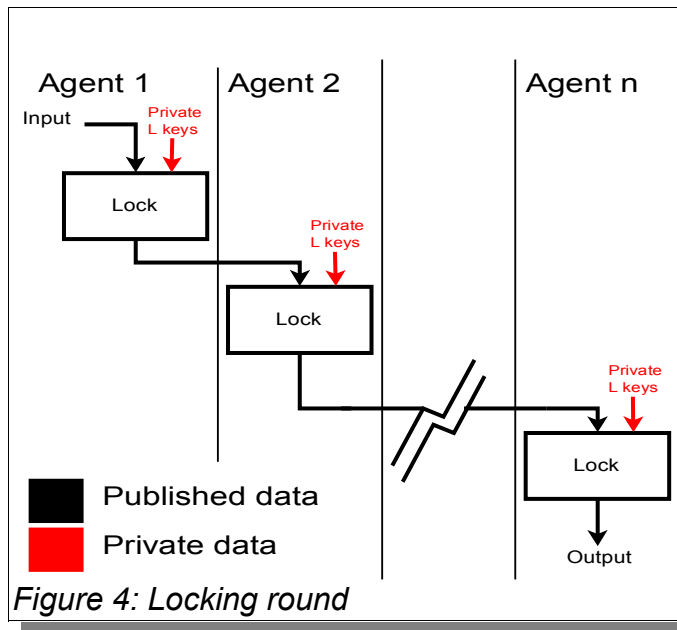 Agent 1
Agent 2
Agent n
Input
Private
L keys
Lock
Private
L keys
Lock
Private
L keys
Lock
Output
Published data
Private data
Figure 4: Locking round